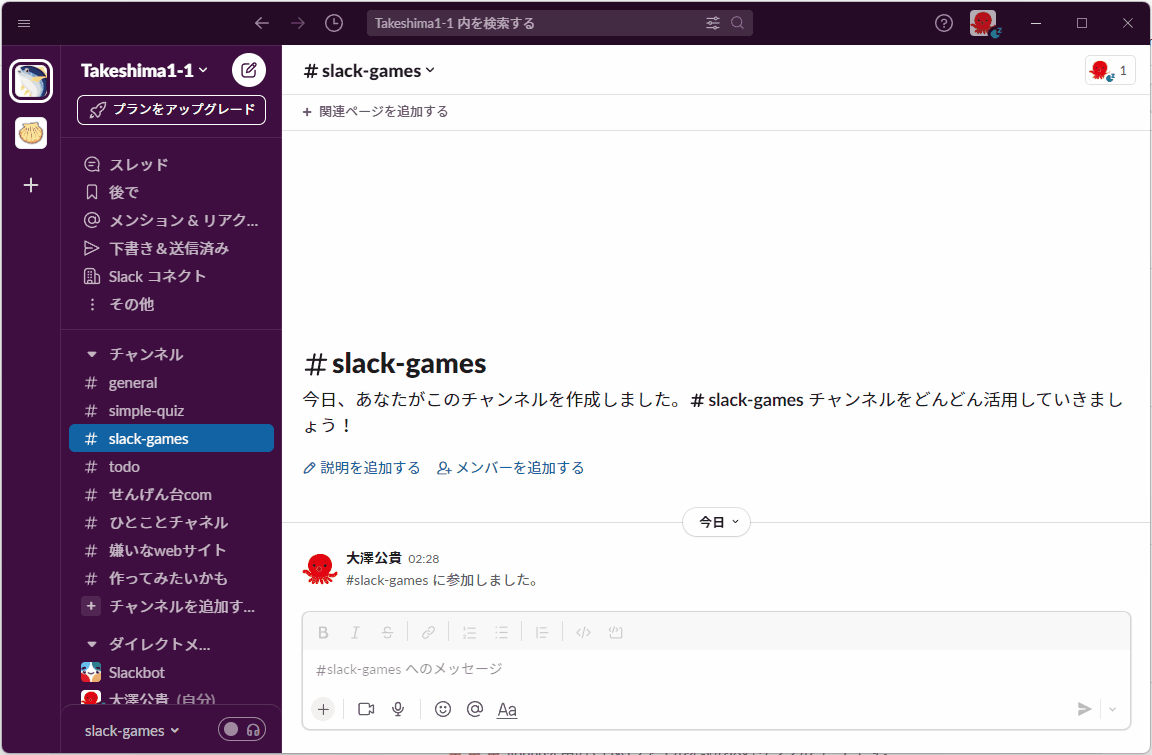 Takeshima1-1 内を検索する
Takeshima1-1
プランをアップグレード
スレッド
後で
メンション & リアク...
下書き＆送信済み
Slack コネクト
その他
チャンネル
# general
# simple-quiz
# slack-games
# todo
# せんげん台com
# ひとことチャネル
# 嫌いなwebサイト
# 作ってみたいかも
+ チャンネルを追加す...
ダイレクトメ...
Slackbot
大澤公貴 (自分)
slack-games
# slack-games
1
+ 関連ページを追加する
# slack-games
今日、あなたがこのチャンネルを作成しました。# slack-games チャンネルをどんどん活用していきまし
ょう！
説明を追加する メンバーを追加する
今日
大澤公貴 02:28
#slack-games に参加しました。
B I S
#slack-games へのメッセージ
+ @ Aa